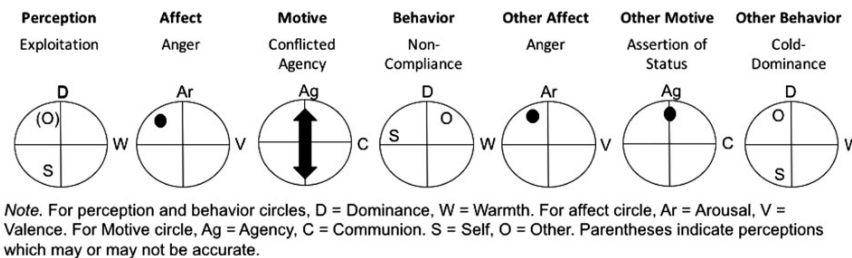 Perception Affect Motive Behavior Other Affect Other Motive Other Behavior
Exploitation Anger Conflicted Non- Anger Assertion of Cold-
Agency Compliance Status Dominance
D Ar Ag D Ar Ag D
(O) O O
S
W V C W V C W
S S
Note. For perception and behavior circles, D = Dominance, W = Warmth. For affect circle, Ar = Arousal, V =
Valence. For Motive circle, Ag = Agency, C = Communion. S = Self, O = Other. Parentheses indicate perceptions
which may or may not be accurate.